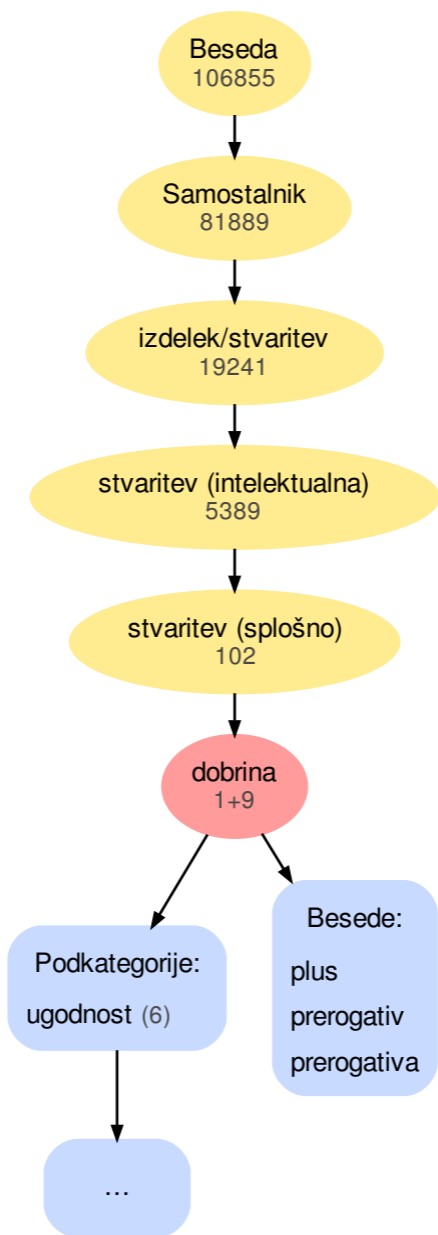 Beseda
106855
Samostalnik
81889
izdelek/stvaritev
19241
stvaritev (intelektualna)
5389
stvaritev (splošno)
102
dobrina
1+9
Podkategorije:
ugodnost (6)
Besede:
plus
prerogativ
prerogativa
...